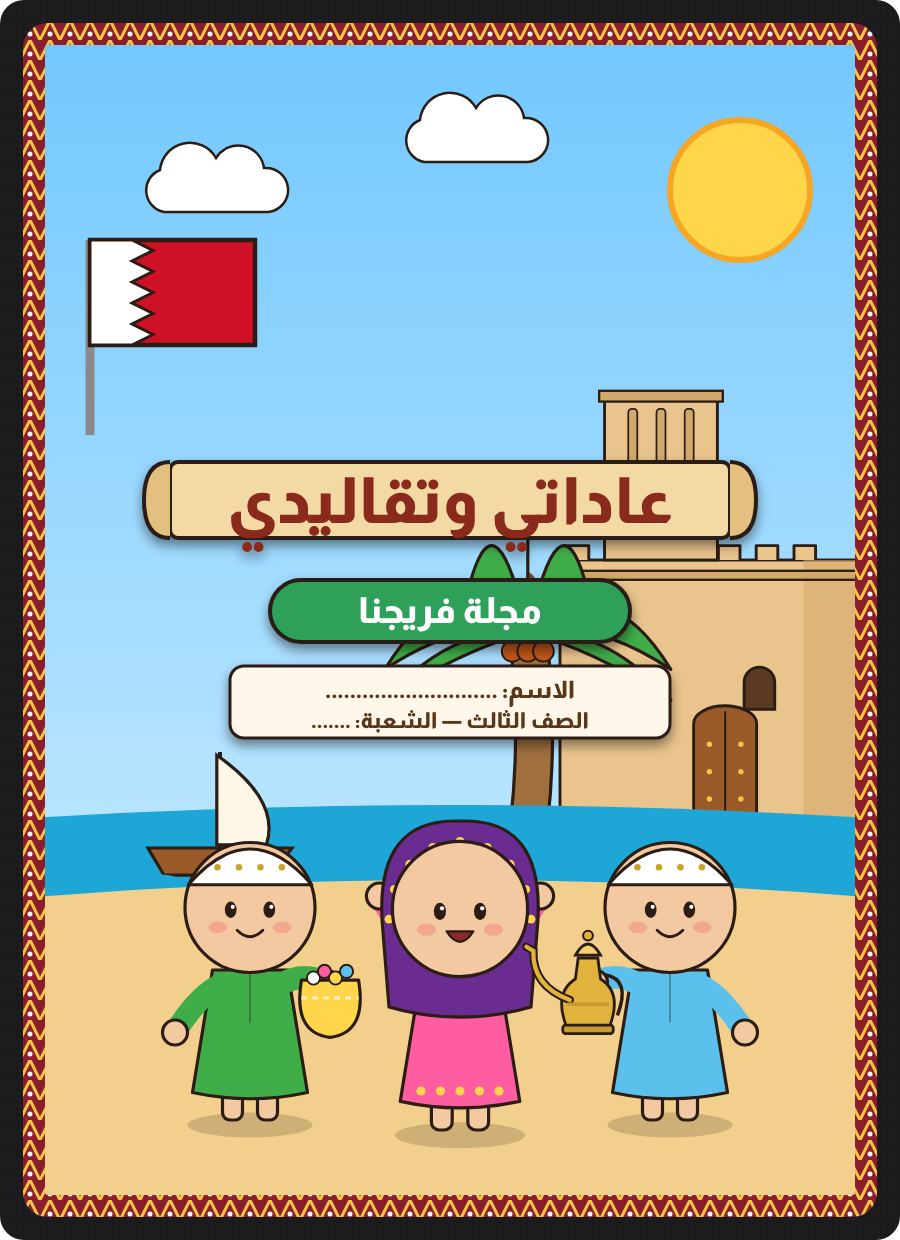 عاداتي وتقاليدي
مجلة فريجنا
الاسم: ...........................
الصف الثالث — الشعبة: .......